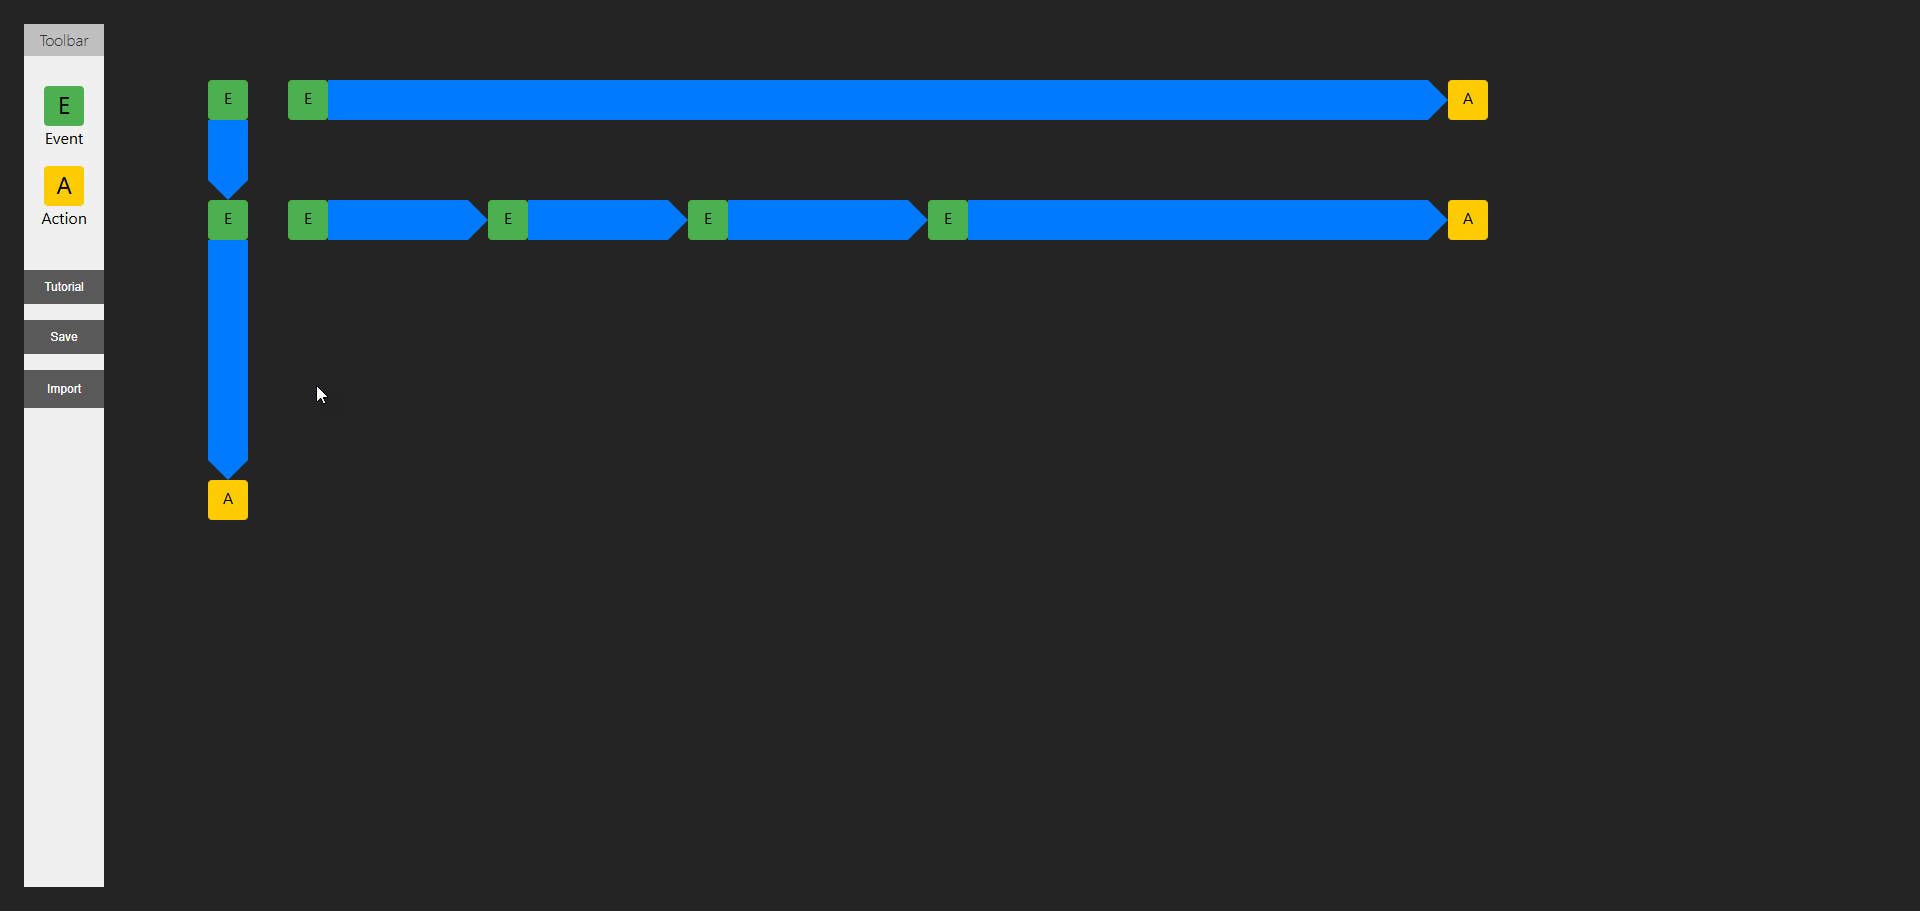 Toolbar
E
Event
A
Action
Tutorial
Save
Import
E E A
E E E E E A
A